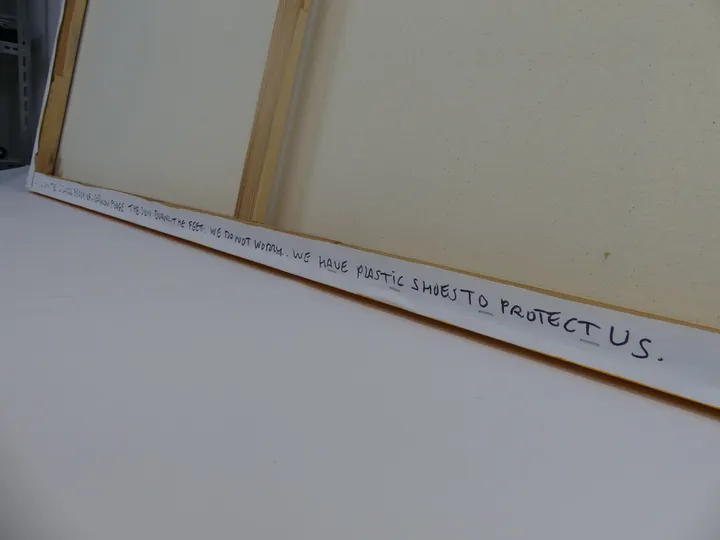 THE SUN BURNS THE FEET. WE DO NOT WORRY. WE HAVE PLASTIC SHOES TO PROTECT US.